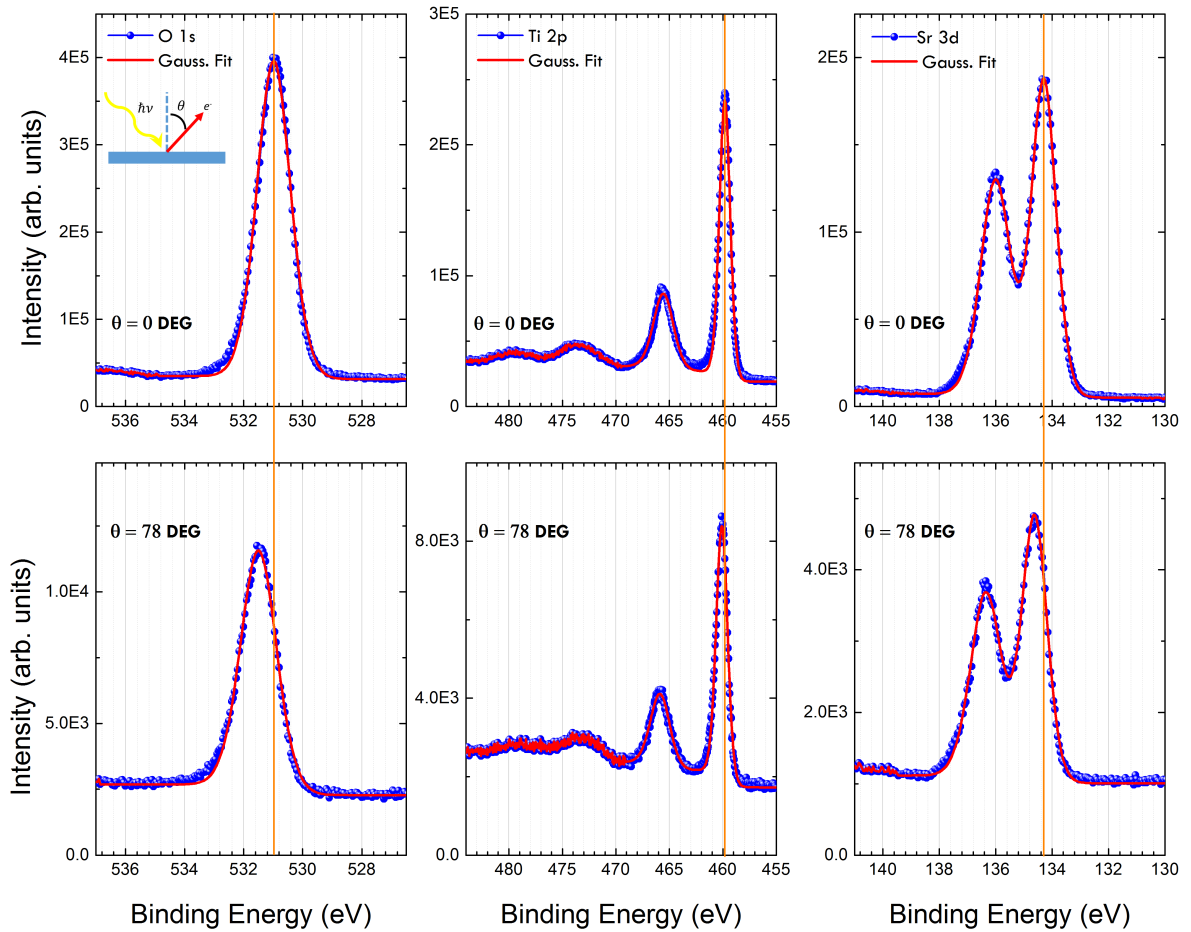 O 1s
Gauss. Fit
ħν
θ
e-
θ = 0 DEG
4E5
3E5
2E5
1E5
0
536
534
532
530
528
Intensity (arb. units)
Ti 2p
Gauss. Fit
θ = 0 DEG
3E5
2E5
1E5
0
480
475
470
465
460
455
Sr 3d
Gauss. Fit
θ = 0 DEG
2E5
1E5
0
140
138
136
134
132
130
θ = 78 DEG
1.0E4
5.0E3
0.0
536
534
532
530
528
Intensity (arb. units)
Binding Energy (eV)
θ = 78 DEG
8.0E3
4.0E3
0.0
480
475
470
465
460
455
Binding Energy (eV)
θ = 78 DEG
4.0E3
2.0E3
0.0
140
138
136
134
132
130
Binding Energy (eV)